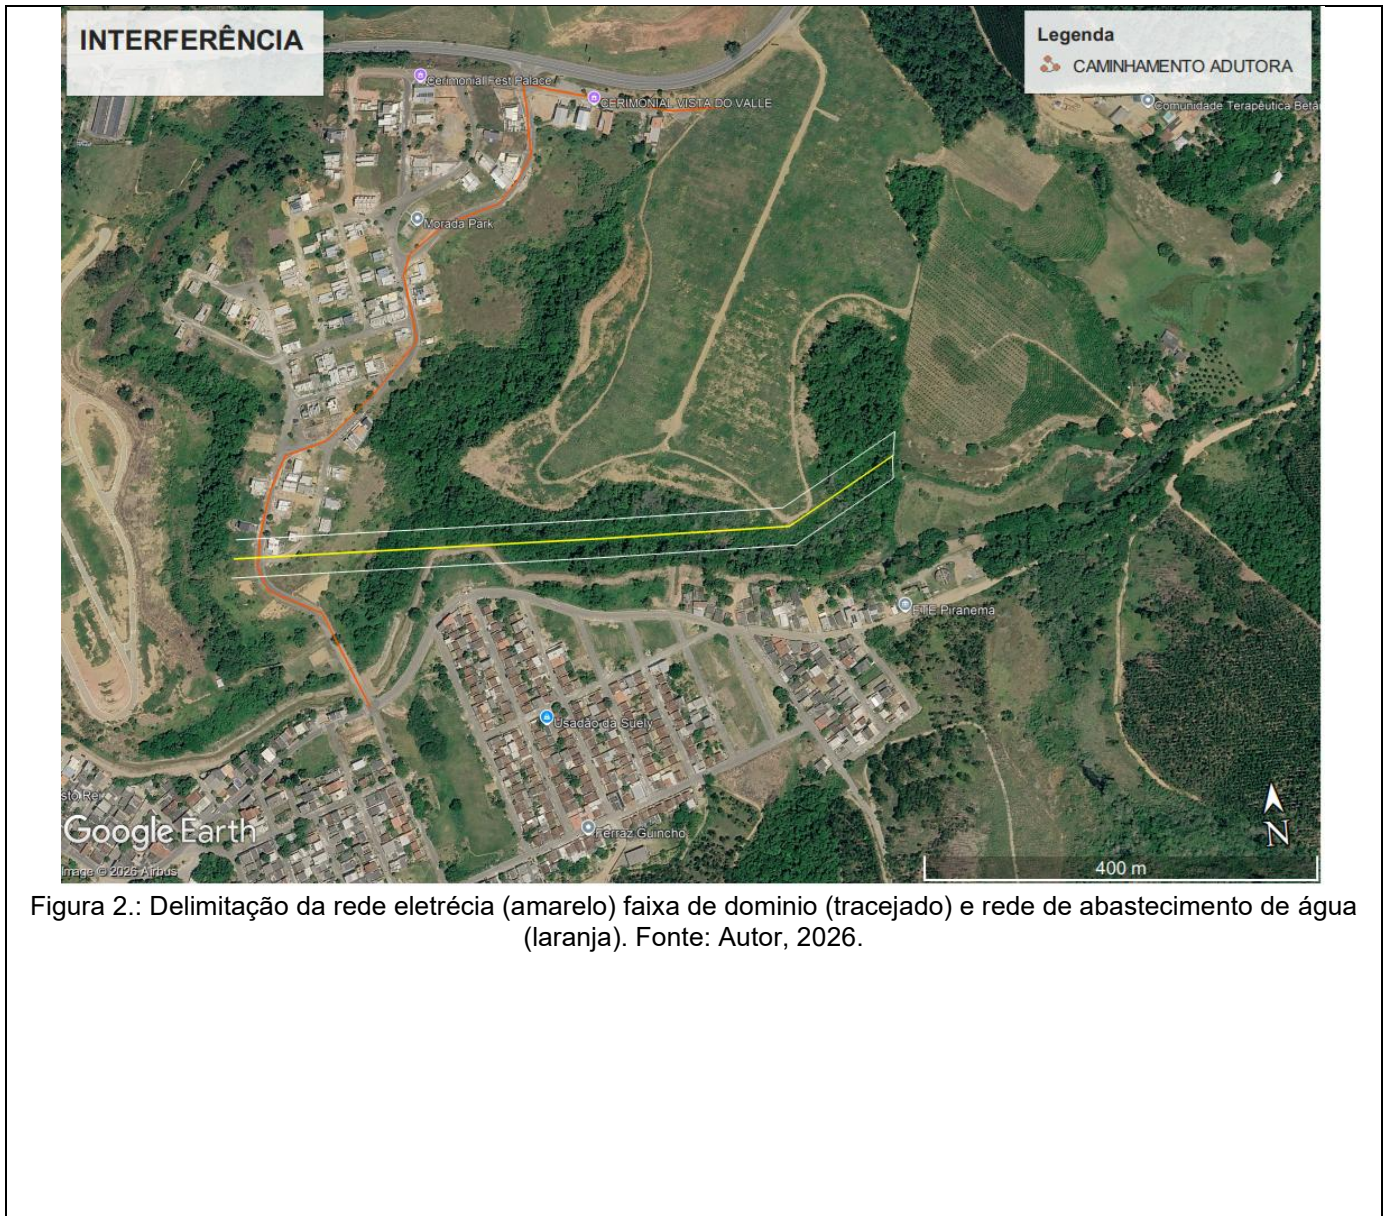 INTERFERÊNCIA
Legenda
CAMINHAMENTO ADUTORA
Cerimonial Fest Palace
CERIMONIAL VISTA DO VALLE
Comunidade Terapêutica Betâ
Morada Park
ETE Piranema
Usadão da Suely
sto Rei
Ferraz Guincho
Google Earth
N
Image © 2026 Airbus
400 m
Figura 2.: Delimitação da rede eletrécia (amarelo) faixa de dominio (tracejado) e rede de abastecimento de água
(laranja). Fonte: Autor, 2026.